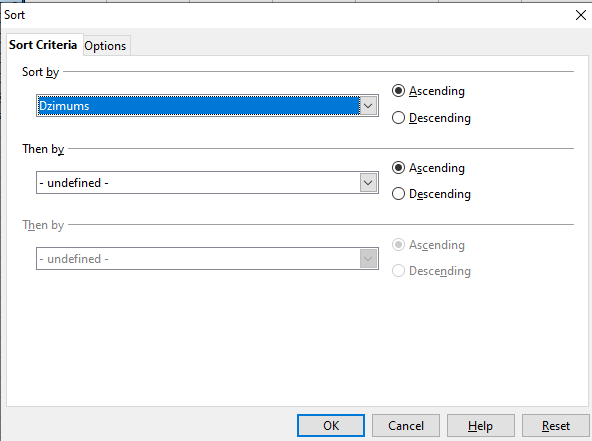 Sort
Sort Criteria
Options
Sort by
Dzimums
Ascending
Descending
Then by
- undefined -
Ascending
Descending
Then by
- undefined -
Ascending
Descending
OK
Cancel
Help
Reset